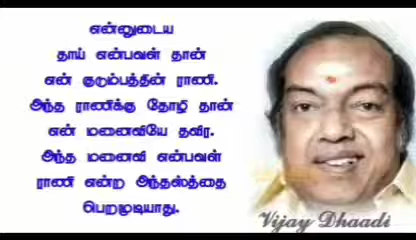 என்னுடைய
தாய் என்பவள் தான்
என் குடும்பத்தின் ராணி.
அந்த ராணிக்கு தோழி தான்
என் மனைவியே தவிர.
அந்த மனைவி என்பவள்
ராணி என்ற அந்தஸ்த்தை
பெறமுடியாது.
Vijay Dhaadi